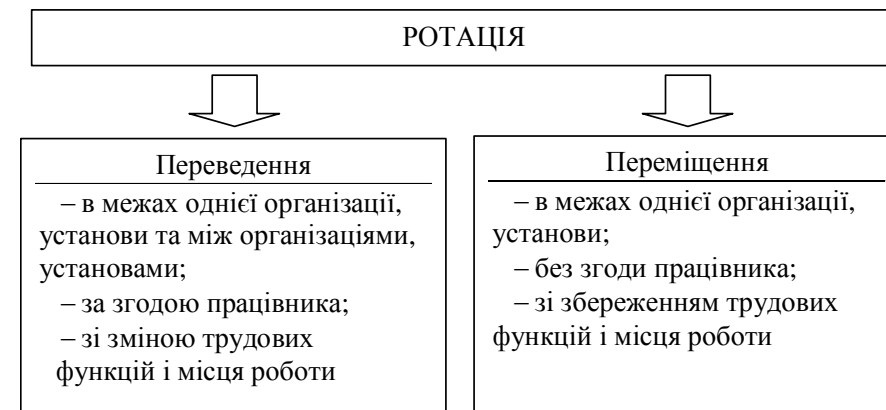 РОТАЦІЯ
Переведення
– в межах однієї організації,
установи та між організаціями,
установами;
– за згодою працівника;
– зі зміною трудових
функцій і місця роботи
Переміщення
– в межах однієї організації,
установи;
– без згоди працівника;
– зі збереженням трудових
функцій і місця роботи